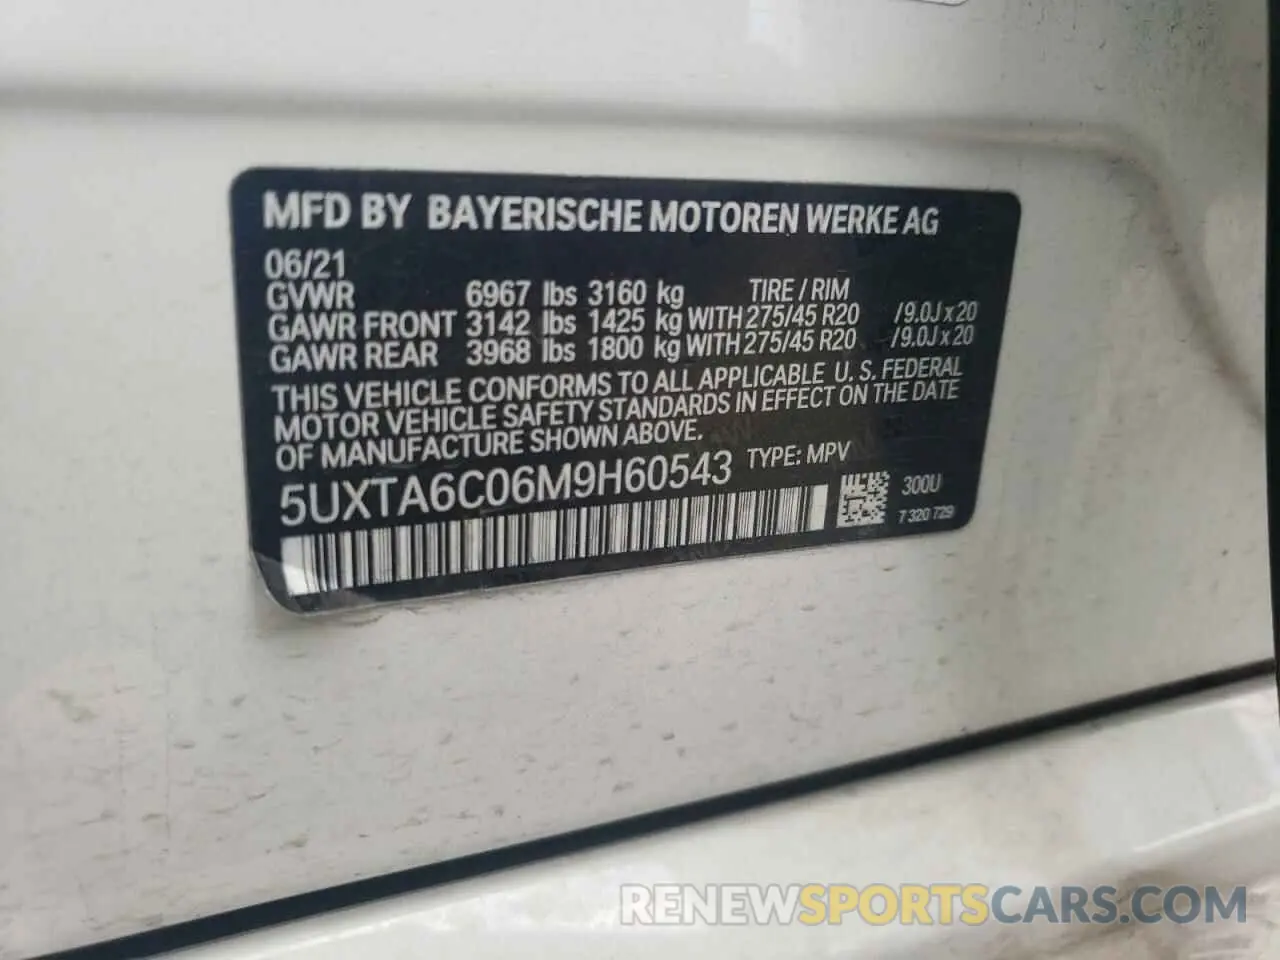 MFD BY BAYERISCHE MOTOREN WERKE AG
06/21
GVWR 6967 lbs 3160 kg TIRE / RIM
GAWR FRONT 3142 lbs 1425 kg WITH 275/45 R20 /9.0J x 20
GAWR REAR 3968 lbs 1800 kg WITH 275/45 R20 /9.0J x 20
THIS VEHICLE CONFORMS TO ALL APPLICABLE U. S. FEDERAL
MOTOR VEHICLE SAFETY STANDARDS IN EFFECT ON THE DATE
OF MANUFACTURE SHOWN ABOVE.
5UXTA6C06M9H60543 TYPE: MPV
300U
7 320 729
RENEWSPORTSCARS.COM